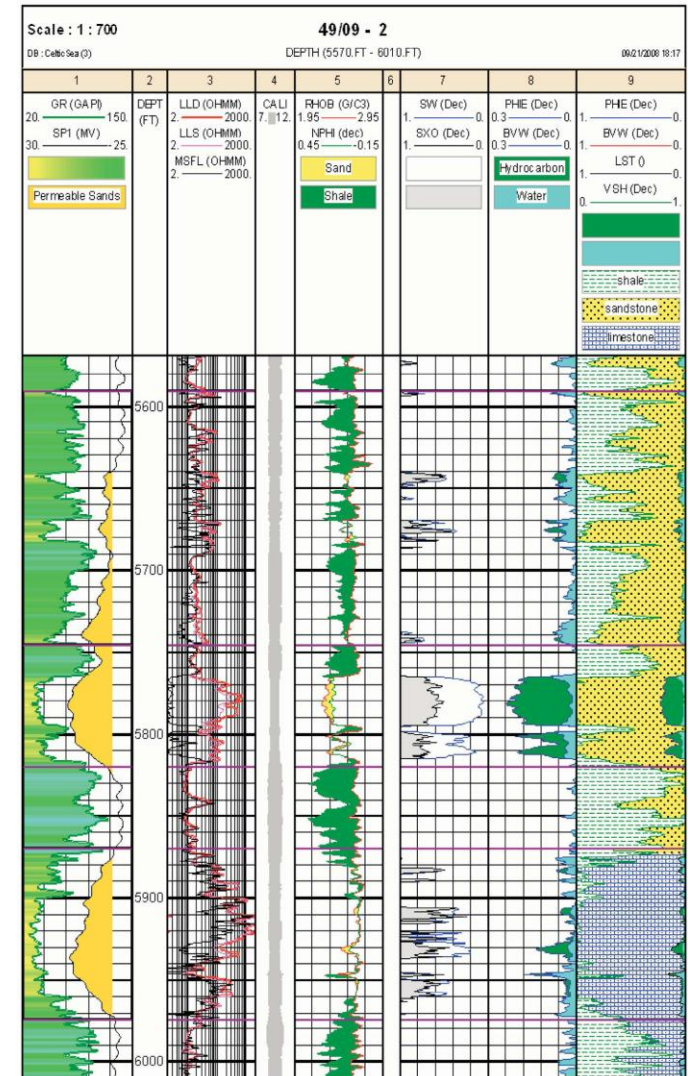 Scale : 1 : 700
49/09 - 2
DB : Celtic Sea (3)
DEPTH (5570.FT - 6010.FT)
09/21/2008 18:17
1 2 3 4 5 6 7 8 9
GR (GAPI)
20. 150.
SP1 (MV)
30. -25.
Permeable Sands
DEPT
(FT)
LLD (OHMM)
2. 2000.
LLS (OHMM)
2. 2000.
MSFL (OHMM)
2. 2000.
CALI
7. 12.
RHOB (G/C3)
1.95 2.95
NPHI (dec)
0.45 -0.15
Sand
Shale
SW (Dec)
1. 0.
SXO (Dec)
1. 0.
PHIE (Dec)
0.3 0.
BVW (Dec)
0.3 0.
Hydrocarbon
Water
PHIE (Dec)
1. 0.
BVW (Dec)
1. 0.
LST ()
1. 0.
VSH (Dec)
0. 1.
shale
sandstone
limestone
5600
5700
5800
5900
6000